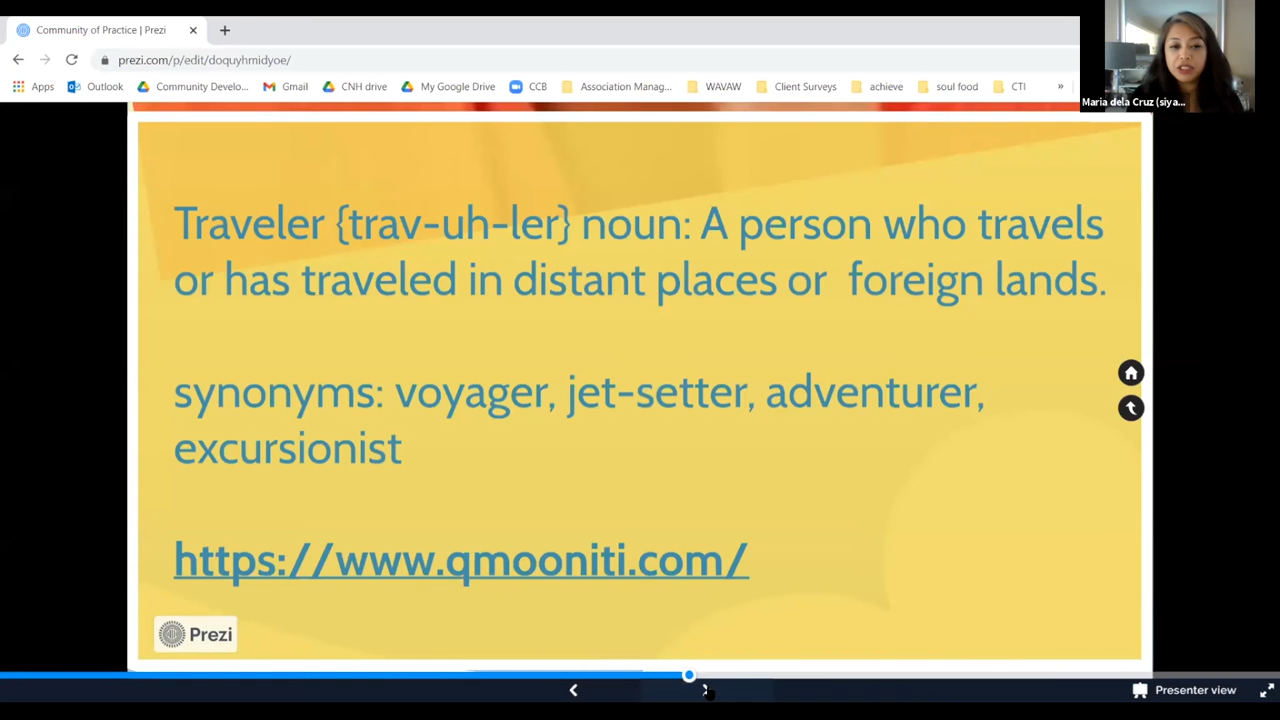 Community of Practice | Prezi
prezi.com/p/edit/doquyhmidyoe/
Apps Outlook Community Develo... Gmail CNH drive My Google Drive CCB Association Manag... WAVAW Client Surveys achieve soul food CTI »
Maria dela Cruz (siya...
Traveler {trav-uh-ler} noun: A person who travels
or has traveled in distant places or foreign lands.
synonyms: voyager, jet-setter, adventurer,
excursionist
https://www.qmooniti.com/
Prezi
Presenter view